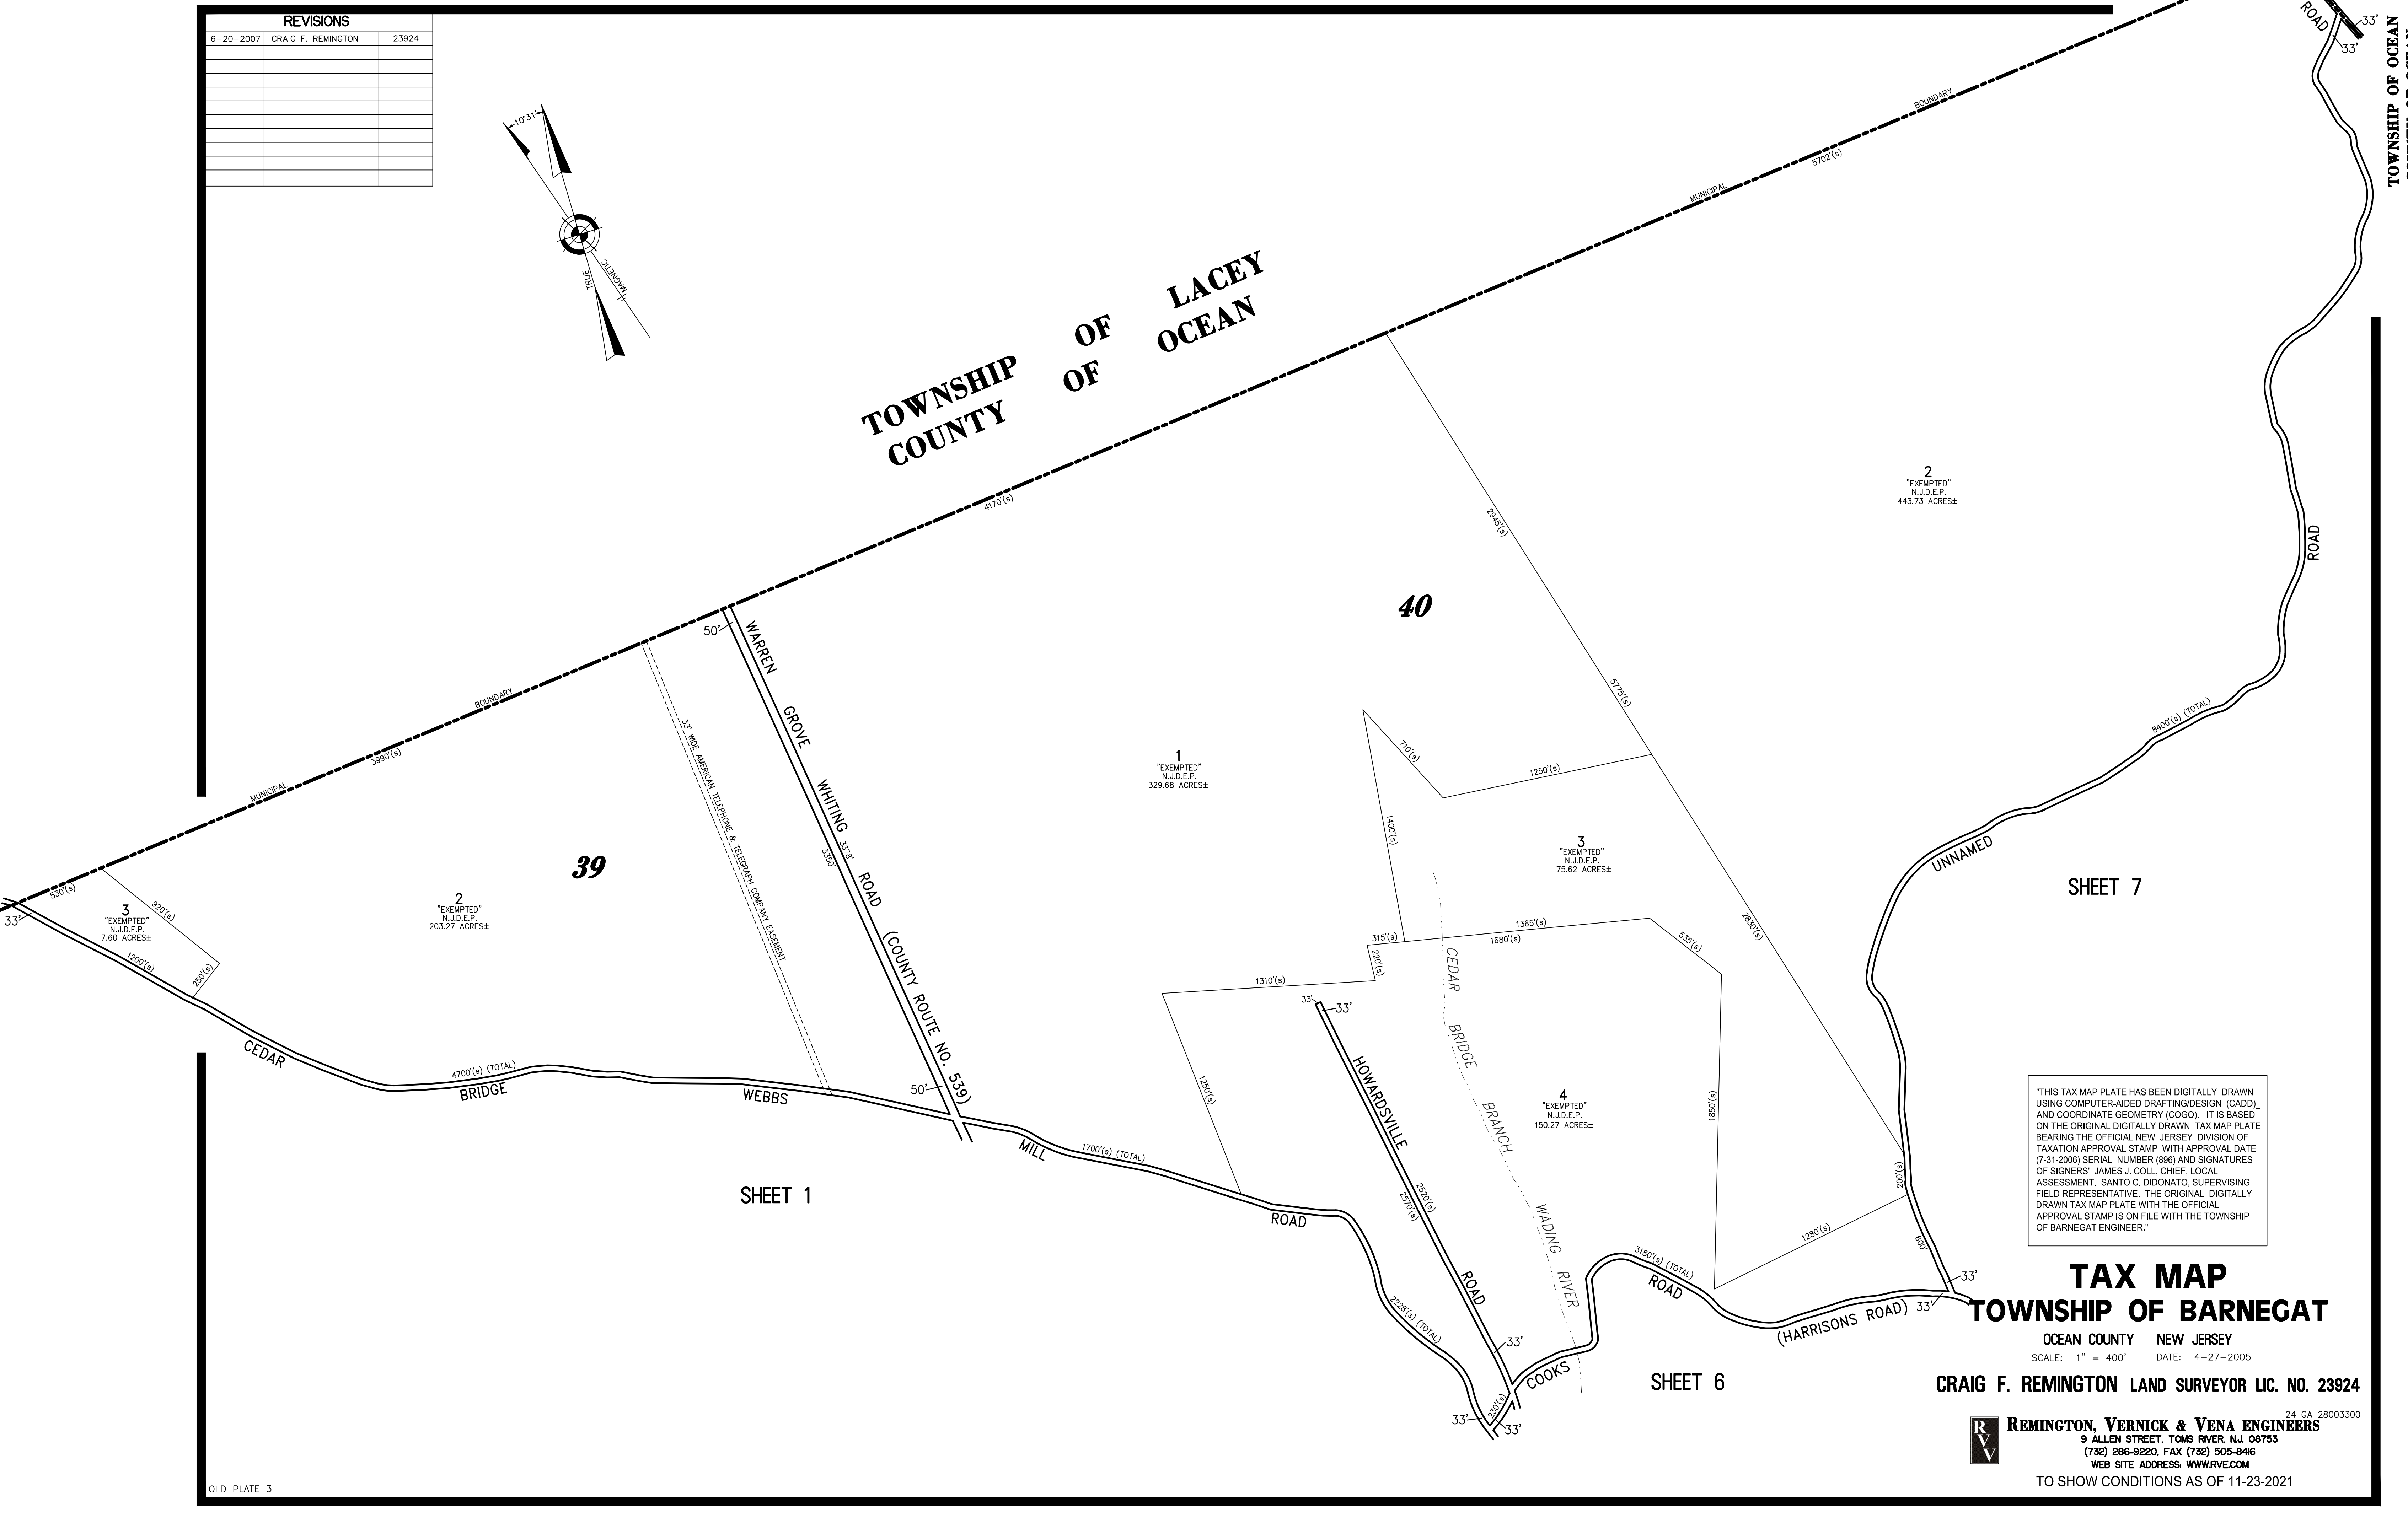 REVISIONS
6-20-2007 CRAIG F. REMINGTON 23924
10°31'
TRUE
MAGNETIC
TOWNSHIP OF LACEY
COUNTY OF OCEAN
ROAD
33'
33'
TOWNSHIP OF OCEAN
BOUNDARY
5702'(s)
MUNICIPAL
4170'(s)
2945'(s)
2
"EXEMPTED"
N.J.D.E.P.
443.73 ACRES±
ROAD
40
50'
WARREN GROVE WHITING ROAD (COUNTY ROUTE NO. 539)
3350'
3378'
50'
33' WIDE AMERICAN TELEPHONE & TELEGRAPH COMPANY EASEMENT
BOUNDARY
3990'(s)
MUNICIPAL
5775'(s)
8400'(s) (TOTAL)
710'(s)
1250'(s)
1
"EXEMPTED"
N.J.D.E.P.
329.68 ACRES±
1400'(s)
3
"EXEMPTED"
N.J.D.E.P.
75.62 ACRES±
UNNAMED
39
530'(s)
33'
3
"EXEMPTED"
N.J.D.E.P.
7.60 ACRES±
920'(s)
1200'(s)
250'(s)
2
"EXEMPTED"
N.J.D.E.P.
203.27 ACRES±
SHEET 7
2830'(s)
1365'(s)
315'(s)
1680'(s)
535'(s)
220'(s)
1310'(s)
33'
33'
CEDAR BRIDGE BRANCH WADING RIVER
HOWARDSVILLE ROAD
2520'(s)
2570'(s)
4
"EXEMPTED"
N.J.D.E.P.
150.27 ACRES±
1850'(s)
1250'(s)
CEDAR BRIDGE WEBBS MILL ROAD
4700'(s) (TOTAL)
1700'(s) (TOTAL)
SHEET 1
200'(s)
1280'(s)
600'
33'
33'
3180'(s) (TOTAL)
2228'(s) (TOTAL)
33'
COOKS ROAD (HARRISONS ROAD)
230'(s)
33'
33'
SHEET 6
"THIS TAX MAP PLATE HAS BEEN DIGITALLY DRAWN
USING COMPUTER-AIDED DRAFTING/DESIGN (CADD)_
AND COORDINATE GEOMETRY (COGO). IT IS BASED
ON THE ORIGINAL DIGITALLY DRAWN TAX MAP PLATE
BEARING THE OFFICIAL NEW JERSEY DIVISION OF
TAXATION APPROVAL STAMP WITH APPROVAL DATE
(7-31-2006) SERIAL NUMBER (896) AND SIGNATURES
OF SIGNERS' JAMES J. COLL, CHIEF, LOCAL
ASSESSMENT. SANTO C. DIDONATO, SUPERVISING
FIELD REPRESENTATIVE. THE ORIGINAL DIGITALLY
DRAWN TAX MAP PLATE WITH THE OFFICIAL
APPROVAL STAMP IS ON FILE WITH THE TOWNSHIP
OF BARNEGAT ENGINEER."
TAX MAP
TOWNSHIP OF BARNEGAT
OCEAN COUNTY NEW JERSEY
SCALE: 1" = 400' DATE: 4-27-2005
CRAIG F. REMINGTON LAND SURVEYOR LIC. NO. 23924
24 GA 28003300
RVV
REMINGTON, VERNICK & VENA ENGINEERS
9 ALLEN STREET, TOMS RIVER, N.J. 08753
(732) 286-9220, FAX (732) 505-8416
WEB SITE ADDRESS: WWW.RVE.COM
TO SHOW CONDITIONS AS OF 11-23-2021
OLD PLATE 3